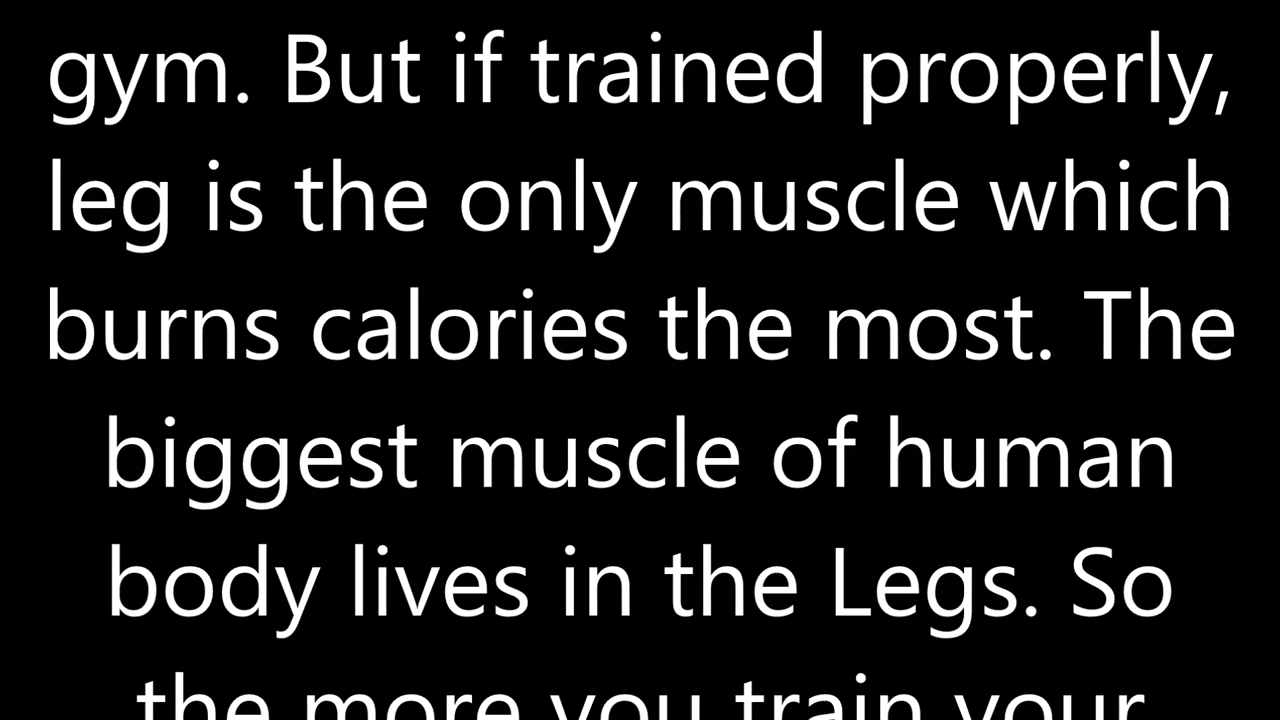 gym. But if trained properly,
leg is the only muscle which
burns calories the most. The
biggest muscle of human
body lives in the Legs. So
the more you train your